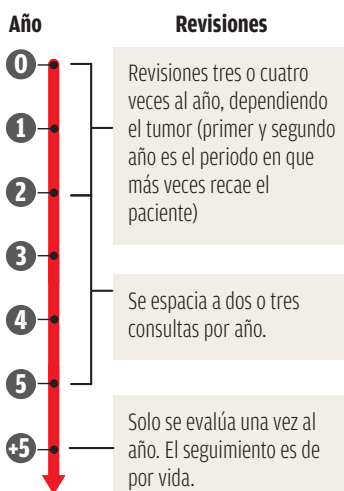 Año
Revisiones
0
1
2
3
4
5
+5
Revisiones tres o cuatro
veces al año, dependiendo
el tumor (primer y segundo
año es el periodo en que
más veces recae el
paciente)
Se espacia a dos o tres
consultas por año.
Solo se evalúa una vez al
año. El seguimiento es de
por vida.